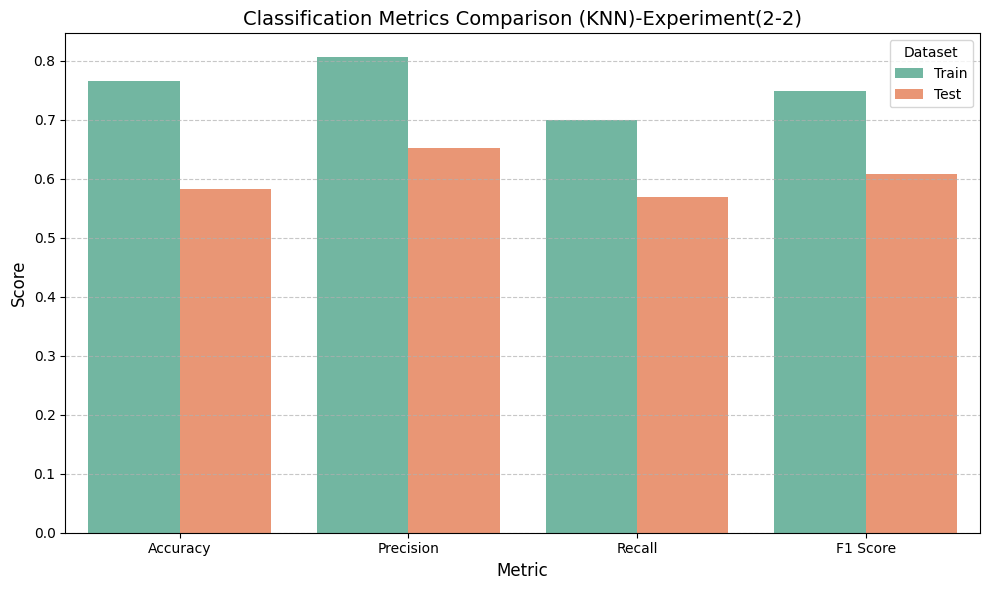 Classification Metrics Comparison (KNN)-Experiment(2-2)
Dataset
Train
Test
0.8
0.7
0.6
0.5
0.4
0.3
0.2
0.1
0.0
Score
Accuracy Precision Recall F1 Score
Metric